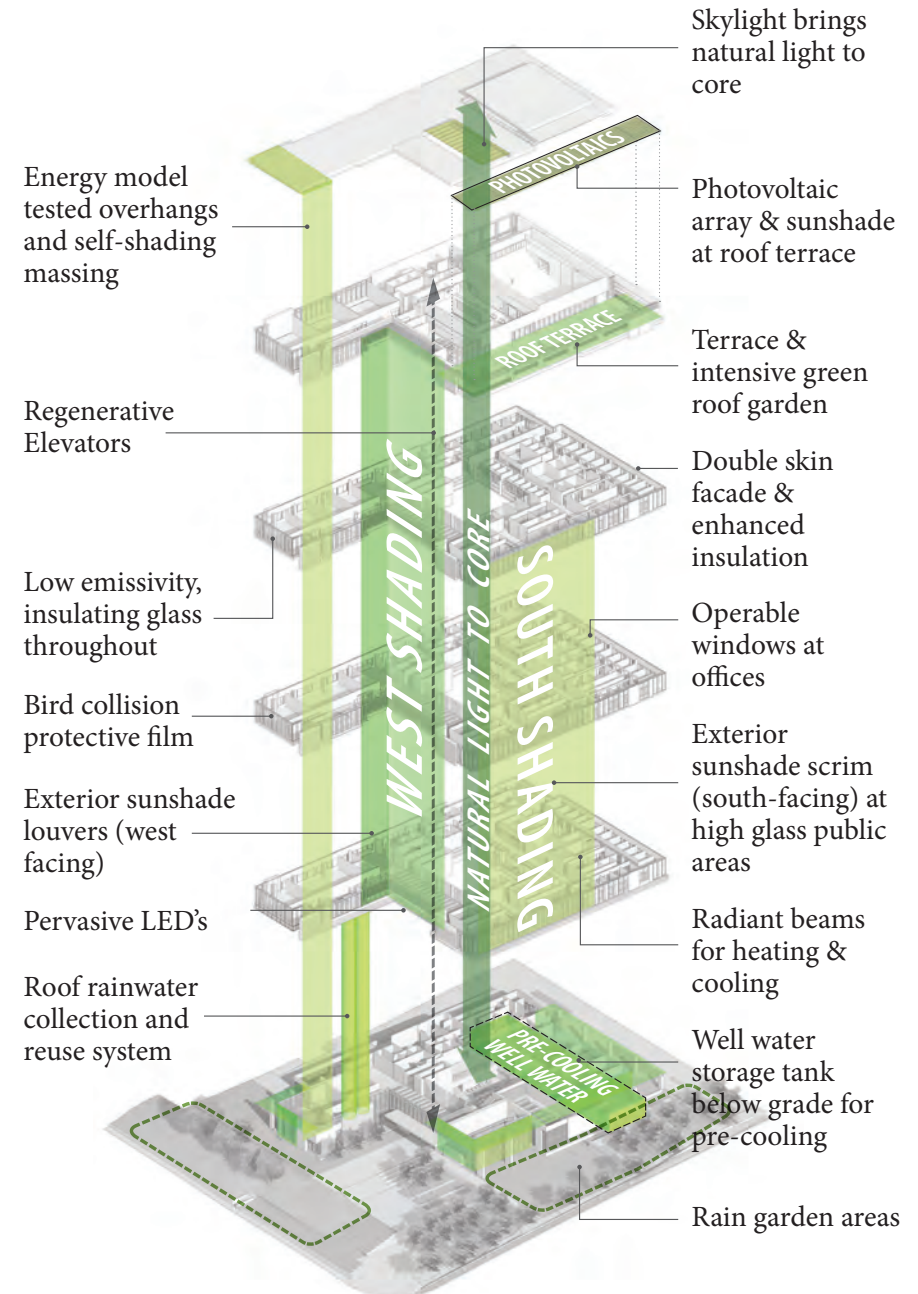 Skylight brings
natural light to
core
Energy model
tested overhangs
and self-shading
massing
PHOTOVOLTAICS
Photovoltaic
array & sunshade
at roof terrace
ROOF TERRACE
Terrace &
intensive green
roof garden
Regenerative
Elevators
Double skin
facade &
enhanced
insulation
WEST SHADING
NATURAL LIGHT TO CORE
SOUTH SHADING
Low emissivity,
insulating glass
throughout
Operable
windows at
offices
Bird collision
protective film
Exterior
sunshade scrim
(south-facing) at
high glass public
areas
Exterior sunshade
louvers (west
facing)
Pervasive LED's
Radiant beams
for heating &
cooling
Roof rainwater
collection and
reuse system
PRE-COOLING
WELL WATER
Well water
storage tank
below grade for
pre-cooling
Rain garden areas